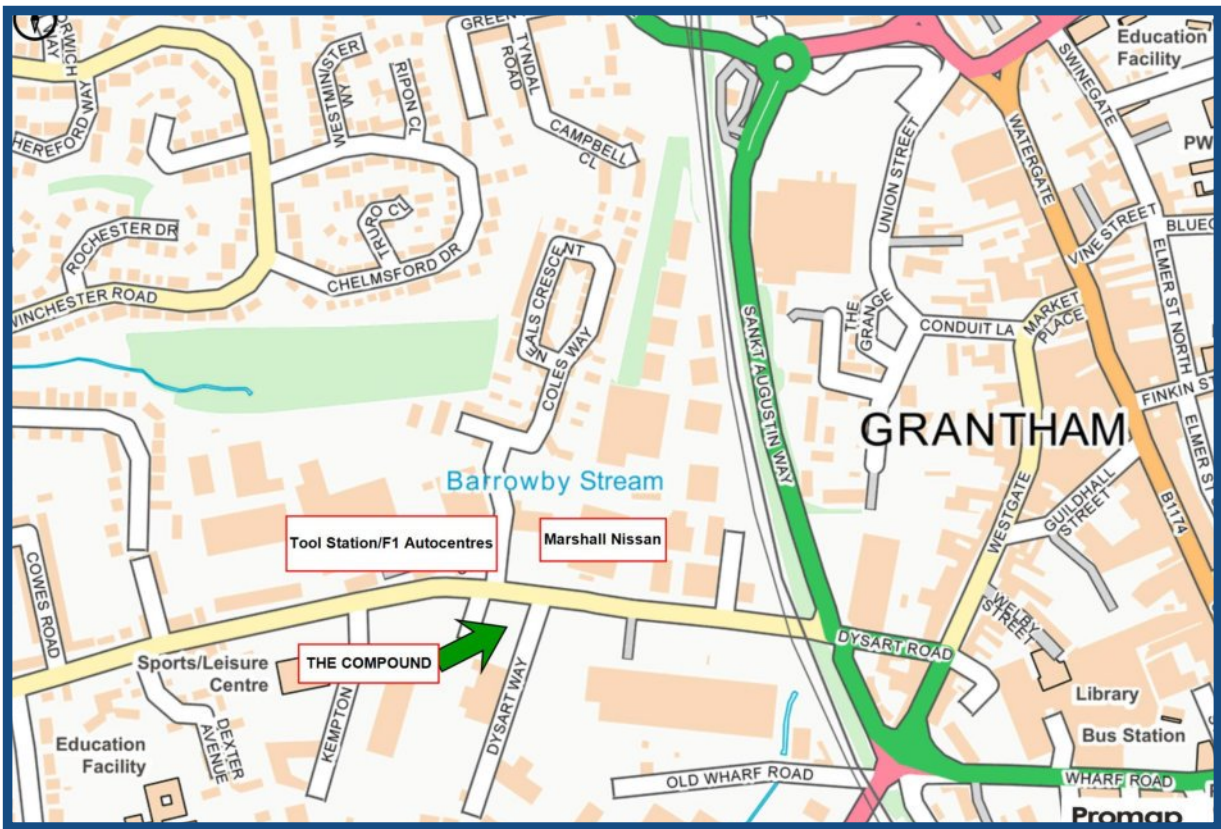 GREEN
TYNDAL
ROAD
WESTMINSTER
WY
RIPON CL
HEREFORD WAY
CAMPBELL
CL
Education
Facility
SWINEGATE
WATERGATE
PW
UNION STREET
VINE STREET
ROCHESTER DR
TRURO CL
CHELMSFORD DR
WINCHESTER ROAD
NEALS CRESCENT
COLES WAY
SANKT AUGUSTIN WAY
THE
GRANGE
CONDUIT LA
MARKET
PLACE
ELMER ST NORTH
FINKIN ST
ELMER ST
GRANTHAM
Barrowby Stream
WESTGATE
GUILDHALL
STREET
B1174
Tool Station/F1 Autocentres
Marshall Nissan
COWES ROAD
THE COMPOUND
Sports/Leisure
Centre
DYSART ROAD
WELBY
STREET
KEMPTON
DYSART WAY
DEXTER
AVENUE
Education
Facility
Library
Bus Station
OLD WHARF ROAD
WHARF ROAD
Promap